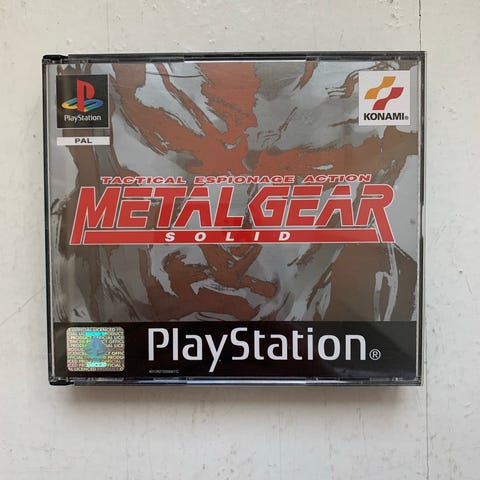 PlayStation
PAL
KONAMI®
TACTICAL ESPIONAGE ACTION
METAL GEAR
SOLID
PlayStation®